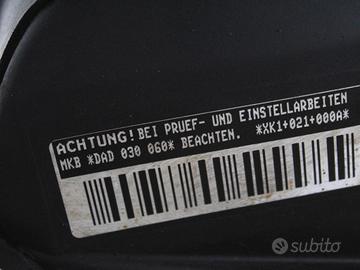 ACHTUNG! BEI PRUEF- UND EINSTELLARBEITEN
MKB *DAD 030 060* BEACHTEN. *XK1+021+000A*
subito